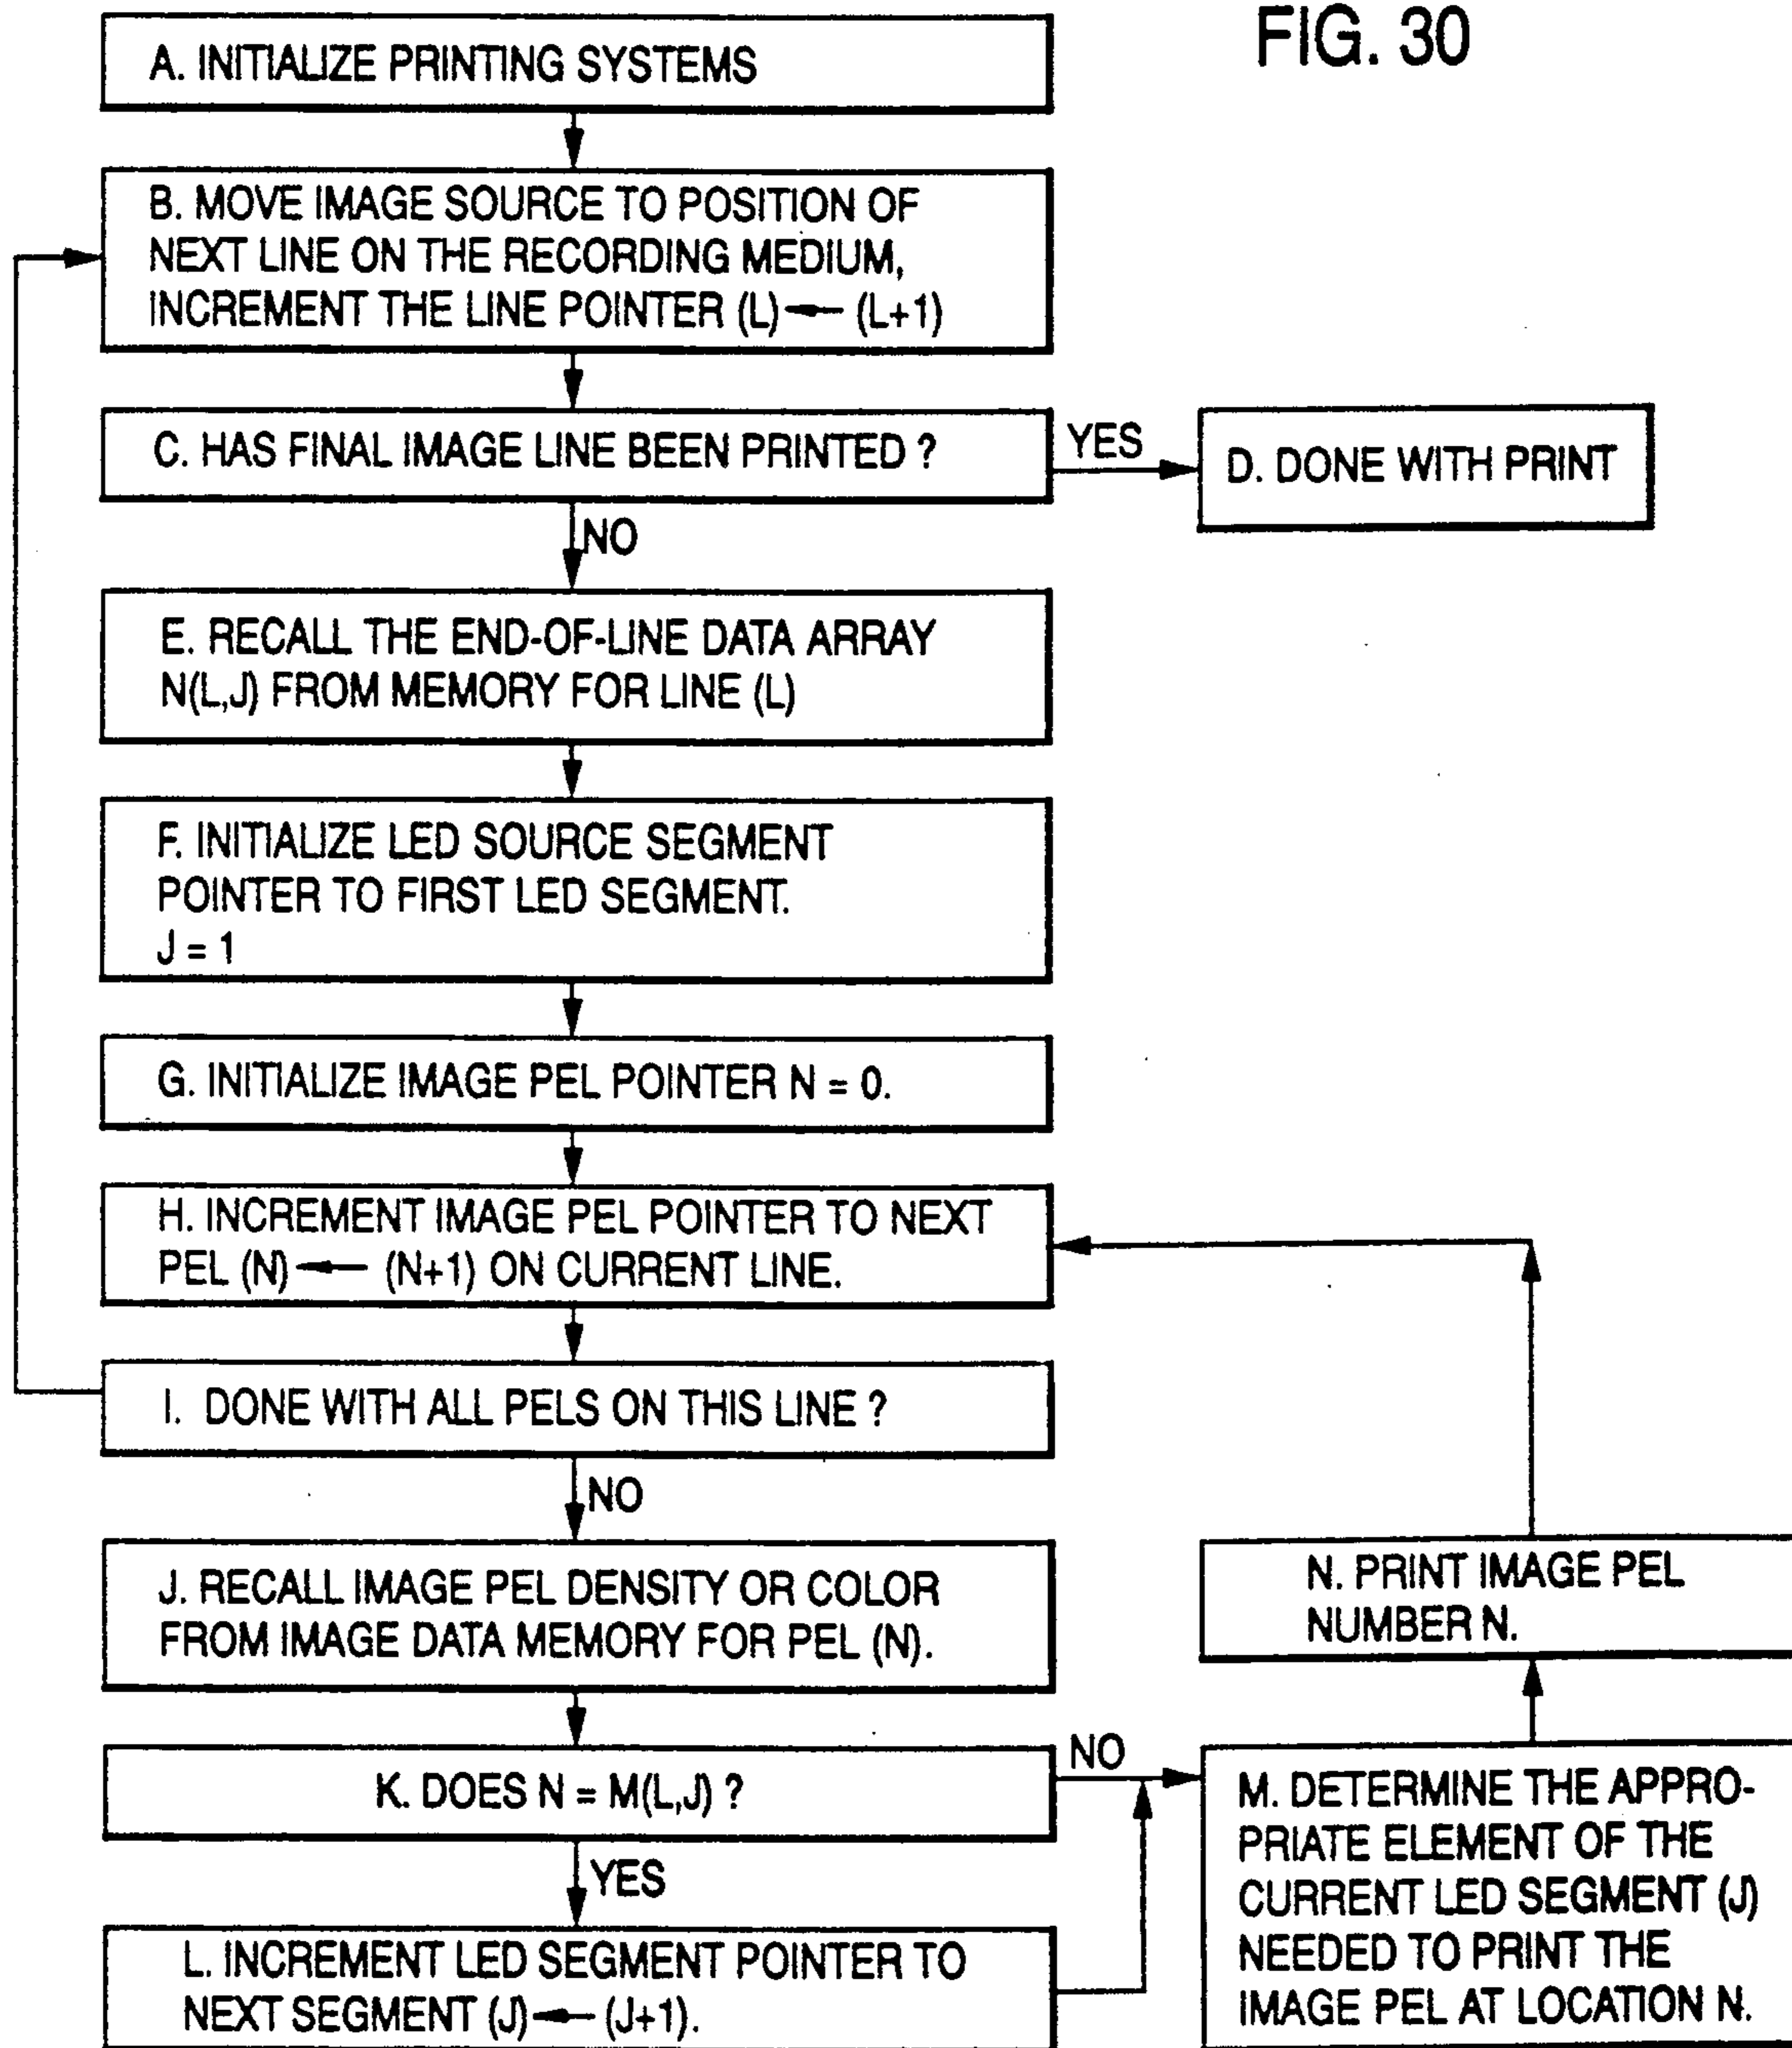 FIG. 30
A. INITIALIZE PRINTING SYSTEMS
B. MOVE IMAGE SOURCE TO POSITION OF
NEXT LINE ON THE RECORDING MEDIUM,
INCREMENT THE LINE POINTER (L) ← (L+1)
C. HAS FINAL IMAGE LINE BEEN PRINTED ?
YES
D. DONE WITH PRINT
NO
E. RECALL THE END-OF-LINE DATA ARRAY
N(L,J) FROM MEMORY FOR LINE (L)
F. INITIALIZE LED SOURCE SEGMENT
POINTER TO FIRST LED SEGMENT.
J = 1
G. INITIALIZE IMAGE PEL POINTER N = 0.
H. INCREMENT IMAGE PEL POINTER TO NEXT
PEL (N) ← (N+1) ON CURRENT LINE.
I. DONE WITH ALL PELS ON THIS LINE ?
NO
J. RECALL IMAGE PEL DENSITY OR COLOR
FROM IMAGE DATA MEMORY FOR PEL (N).
K. DOES N = M(L,J) ?
NO
YES
L. INCREMENT LED SEGMENT POINTER TO
NEXT SEGMENT (J) ← (J+1).
M. DETERMINE THE APPRO-
PRIATE ELEMENT OF THE
CURRENT LED SEGMENT (J)
NEEDED TO PRINT THE
IMAGE PEL AT LOCATION N.
N. PRINT IMAGE PEL
NUMBER N.